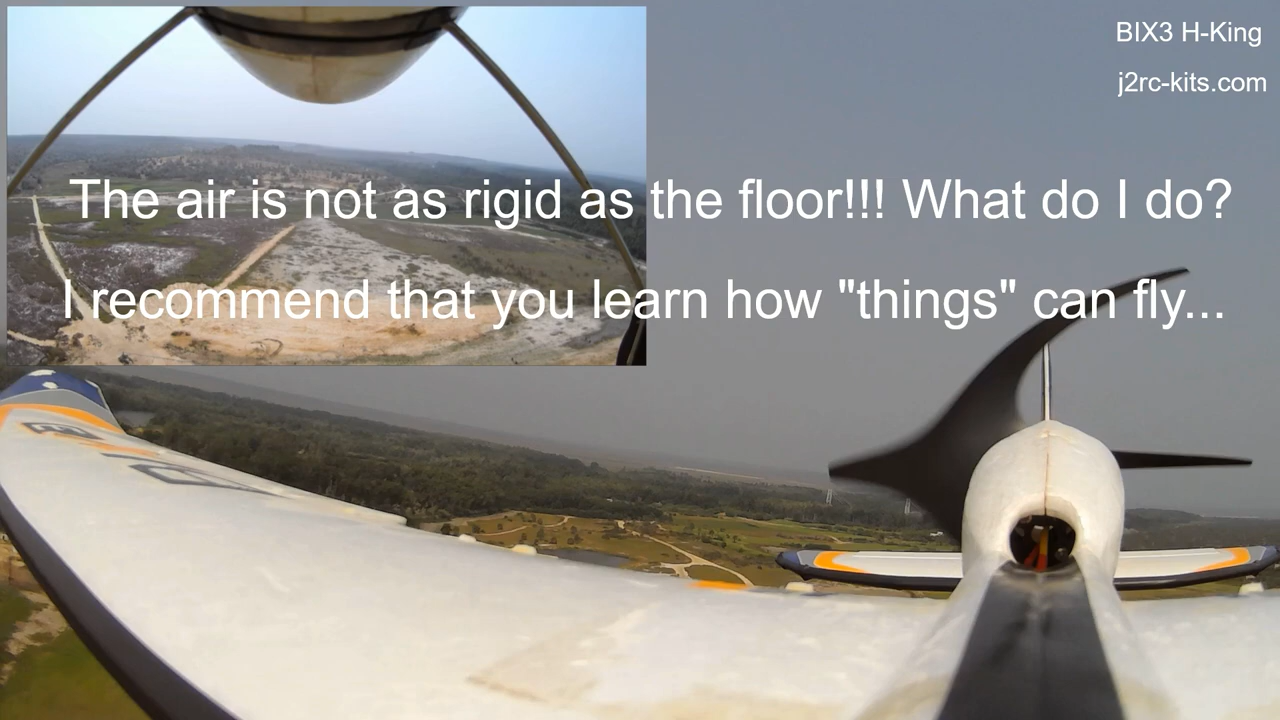 BIX3 H-King
j2rc-kits.com
The air is not as rigid as the floor!!! What do I do?
I recommend that you learn how "things" can fly...